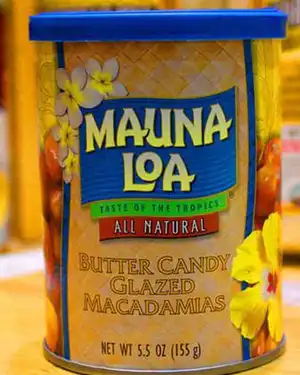 MAUNA
LOA
TASTE OF THE TROPICS
ALL NATURAL
BUTTER CANDY
GLAZED
MACADAMIAS
NET WT 5.5 OZ (155 g)